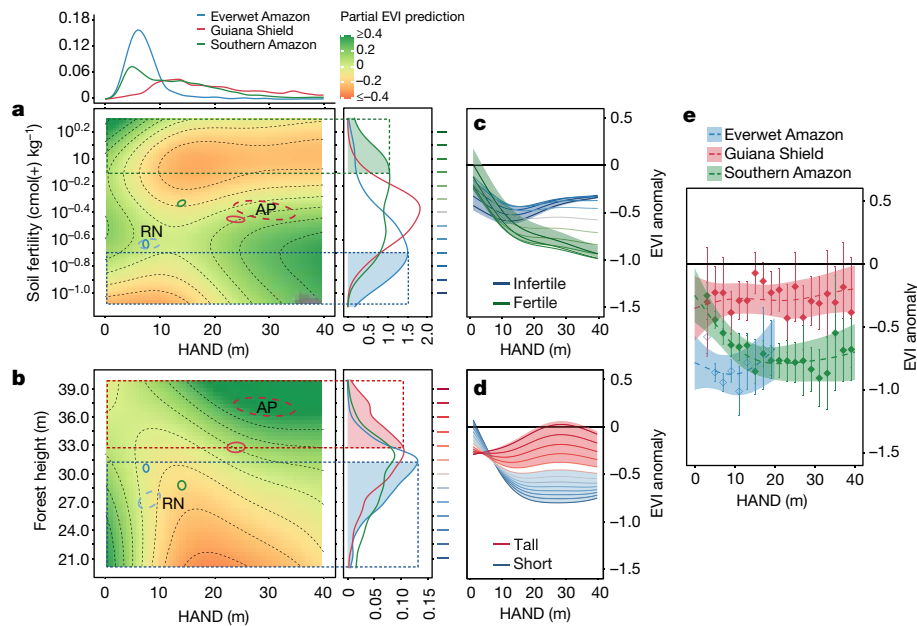 0.18
0.12
0.06
0
Everwet Amazon
Guiana Shield
Southern Amazon
Partial EVI prediction
≥0.4
0.2
0
–0.2
≤–0.4
0 10 20 30 40
a
Soil fertility (cmol(+) kg⁻¹)
10^0.2
10
10^–0.2
10^–0.4
10^–0.6
10^–0.8
10^–1.0
RN
AP
0 10 20 30 40
HAND (m)
0 0.5 1.0 1.5 2.0
c
0.5
0
–0.5
–1.0
–1.5
EVI anomaly
Infertile
Fertile
0 10 20 30 40
HAND (m)
b
Forest height (m)
39.0
36.0
33.0
30.0
27.0
24.0
21.0
AP
RN
0 10 20 30 40
HAND (m)
0 0.05 0.10 0.15
d
0.5
0
–0.5
–1.0
–1.5
EVI anomaly
Tall
Short
0 10 20 30 40
HAND (m)
e
Everwet Amazon
Guiana Shield
Southern Amazon
0.5
0
–0.5
–1.0
–1.5
EVI anomaly
0 10 20 30 40
HAND (m)